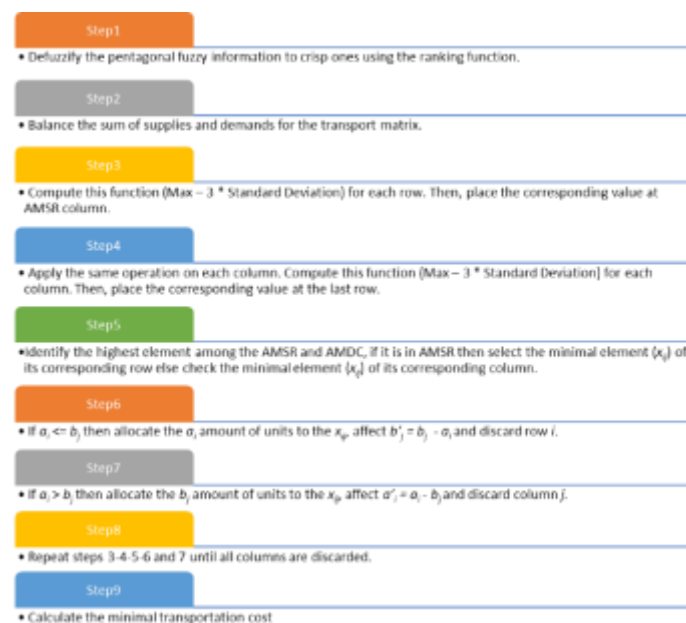 Step1
• Defuzzify the pentagonal fuzzy information to crisp ones using the ranking function.
Step2
• Balance the sum of supplies and demands for the transport matrix.
Step3
• Compute this function (Max – 3 * Standard Deviation) for each row. Then, place the corresponding value at
AMSR column.
Step4
• Apply the same operation on each column. Compute this function (Max – 3 * Standard Deviation) for each
column. Then, place the corresponding value at the last row.
Step5
•Identify the highest element among the AMSR and AMDC, if it is in AMSR then select the minimal element (xij) of
its corresponding row else check the minimal element (xij) of its corresponding column.
Step6
• If ai <= bj then allocate the ai amount of units to the xij, affect b'j = bj - ai and discard row i.
Step7
• If ai > bj then allocate the bj amount of units to the xij, affect a'i = ai - bj and discard column j.
Step8
• Repeat steps 3-4-5-6 and 7 until all columns are discarded.
Step9
• Calculate the minimal transportation cost